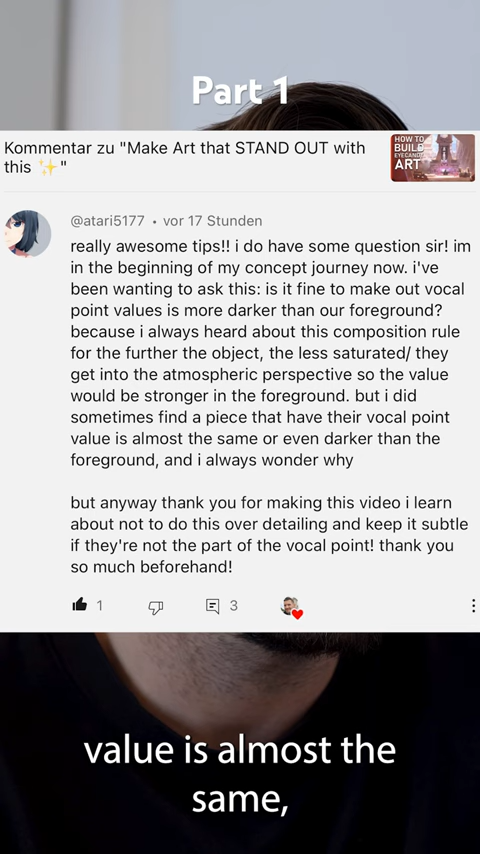 Part 1
Kommentar zu "Make Art that STAND OUT with
this ✨"
HOW TO
BUILD
EYECANDY
ART
@atari5177 • vor 17 Stunden
really awesome tips!! i do have some question sir! im
in the beginning of my concept journey now. i've
been wanting to ask this: is it fine to make out vocal
point values is more darker than our foreground?
because i always heard about this composition rule
for the further the object, the less saturated/ they
get into the atmospheric perspective so the value
would be stronger in the foreground. but i did
sometimes find a piece that have their vocal point
value is almost the same or even darker than the
foreground, and i always wonder why
but anyway thank you for making this video i learn
about not to do this over detailing and keep it subtle
if they're not the part of the vocal point! thank you
so much beforehand!
1
3
value is almost the
same,